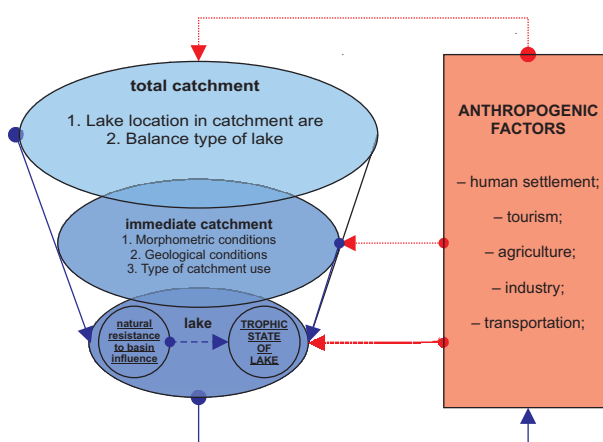 total catchment
1. Lake location in catchment are
2. Balance type of lake
immediate catchment
1. Morphometric conditions
2. Geological conditions
3. Type of catchment use
natural
resistance
to basin
influence
lake
TROPHIC
STATE
OF
LAKE
ANTHROPOGENIC
FACTORS
– human settlement;
– tourism;
– agriculture;
– industry;
– transportation;